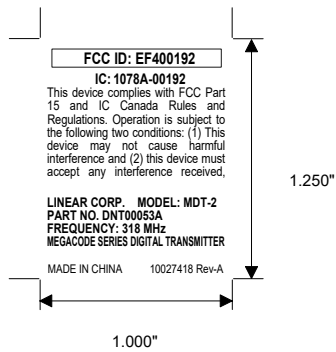 FCC ID: EF400192
IC: 1078A-00192
This device complies with FCC Part
15 and IC Canada Rules and
Regulations. Operation is subject to
the following two conditions: (1) This
device may not cause harmful
interference and (2) this device must
accept any interference received,
LINEAR CORP. MODEL: MDT-2
PART NO. DNT00053A
FREQUENCY: 318 MHz
MEGACODE SERIES DIGITAL TRANSMITTER
MADE IN CHINA 10027418 Rev-A
1.250"
1.000"